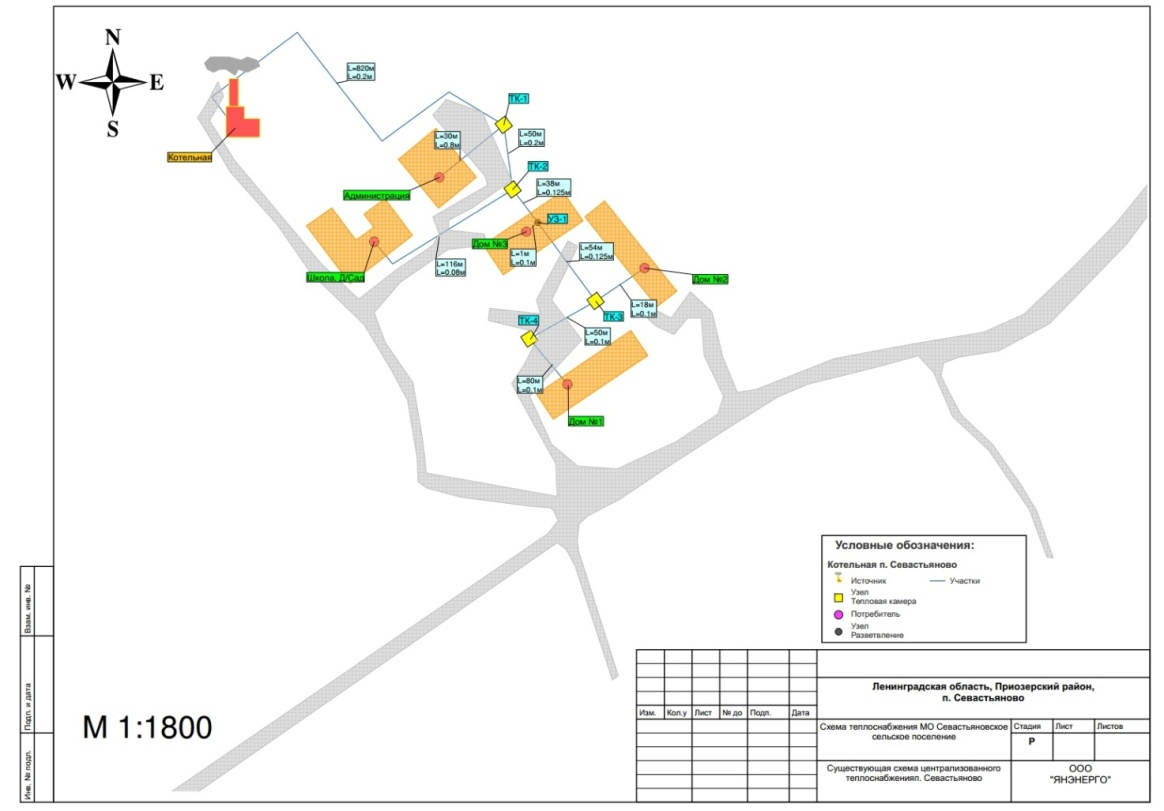 N
W
E
S
L=820м
L=0.2м
ТК-1
L=30м
L=0,8м
L=50м
L=0.2м
Котельная
ТК-2
Администрация
L=38м
L=0.125м
УЗ-1
Дом №3
L=1м
L=0.1м
L=54м
L=0.125м
L=116м
L=0.08м
Школа, Д/Сад
Дом №2
L=18м
L=0.1м
ТК-3
ТК-4
L=50м
L=0.1м
L=80м
L=0,1м
Дом №1
М 1:1800
Условные обозначения:
Котельная п. Севастьяново
Источник
Участки
Узел
Тепловая камера
Потребитель
Узел
Разветвление
Взам. инв. №
Подп. и дата
Инв. № подл.
Ленинградская область, Приозерский район,
п. Севастьяново
Изм. Кол.у Лист № до Подп. Дата
Схема теплоснабжения МО Севастьяновское
сельское поселение
Стадия Лист Листов
Р
Существующая схема централизованного
теплоснабженияп. Севастьяново
ООО
"ЯНЭНЕРГО"